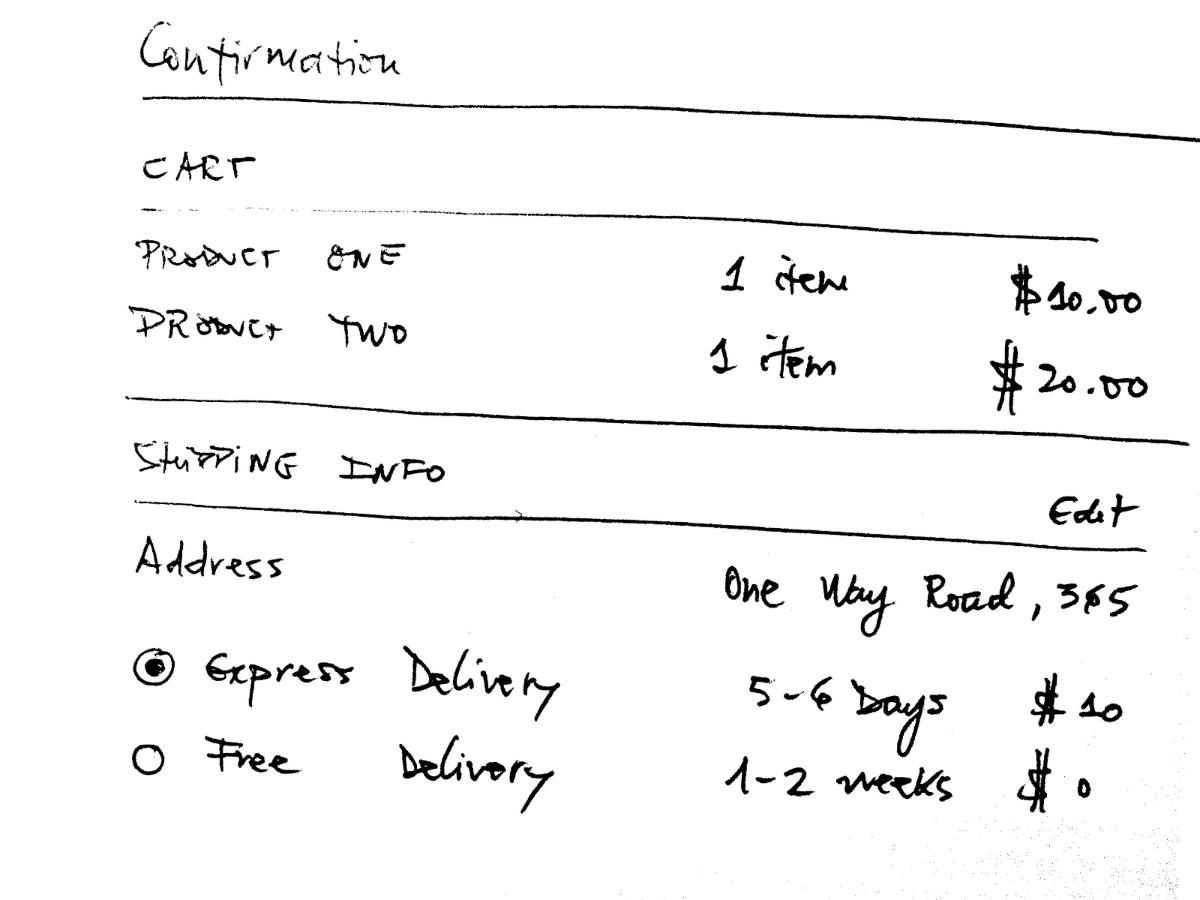 Confirmation
CART
PRODUCT ONE 1 item $10.00
PRODUCT TWO 1 item $20.00
SHIPPING INFO Edit
Address One Way Road, 365
Express Delivery 5-6 Days $10
Free Delivery 1-2 weeks $0